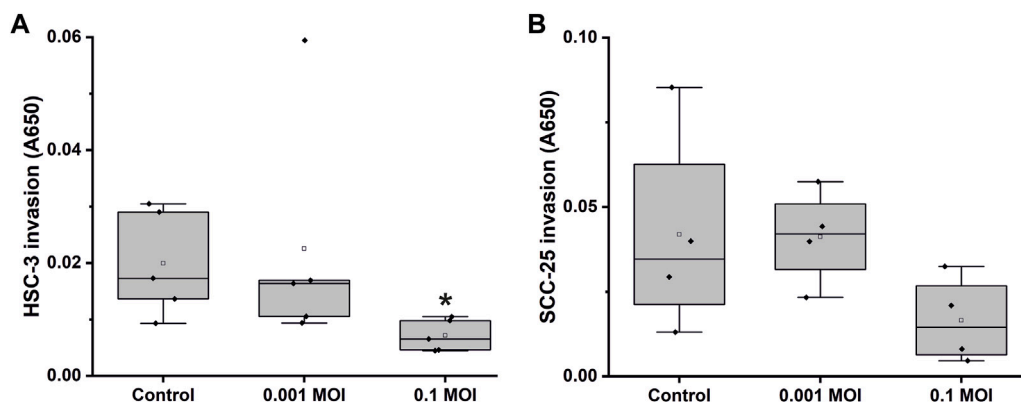 A
HSC-3 invasion (A650)
0.06
0.04
0.02
0.00
*
Control
0.001 MOI
0.1 MOI
B
SCC-25 invasion (A650)
0.10
0.05
0.00
Control
0.001 MOI
0.1 MOI